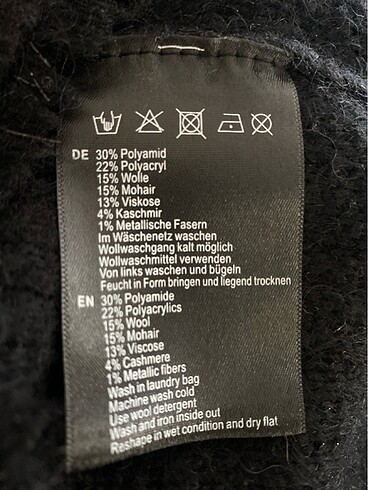 DE 30% Polyamid
22% Polyacryl
15% Wolle
15% Mohair
13% Viskose
4% Kaschmir
1% Metallische Fasern
Im Wäschenetz waschen
Wollwaschgang kalt möglich
Wollwaschmittel verwenden
Von links waschen und bügeln
Feucht in Form bringen und liegend trocknen
EN 30% Polyamide
22% Polyacrylics
15% Wool
15% Mohair
13% Viscose
4% Cashmere
1% Metallic fibers
Wash in laundry bag
Machine wash cold
Use wool detergent
Wash and iron inside out
Reshape in wet condition and dry flat